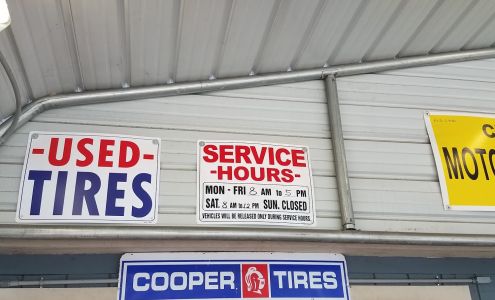 -USED-
TIRES
SERVICE
-HOURS-
MON - FRI 8 AM TO 5 PM
SAT. 8 AM TO 12 PM SUN. CLOSED
VEHICLES WILL BE RELEASED ONLY DURING SERVICE HOURS.
MOTO
COOPER TIRES